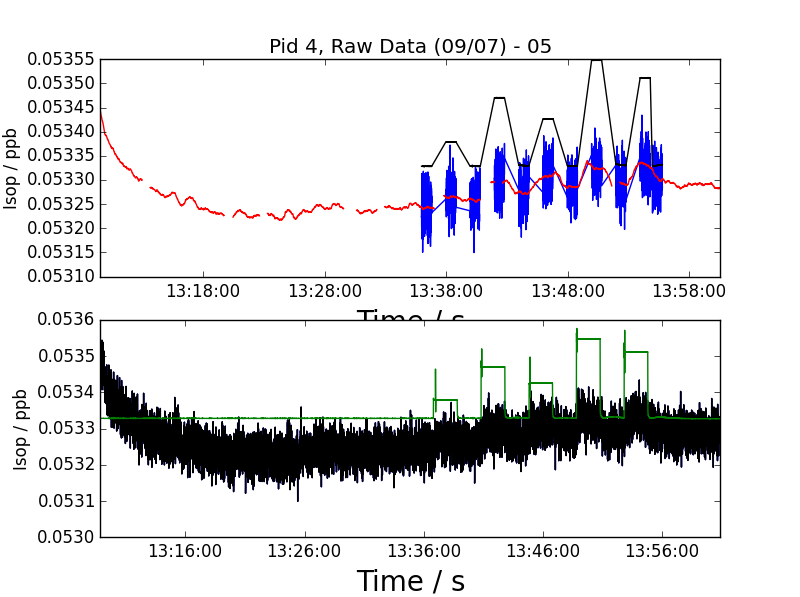 Pid 4, Raw Data (09/07) - 05
Isop / ppb
0.05355
0.05350
0.05345
0.05340
0.05335
0.05330
0.05325
0.05320
0.05315
0.05310
13:18:00 13:28:00 13:38:00 13:48:00 13:58:00
Time / s
Isop / ppb
0.0536
0.0535
0.0534
0.0533
0.0532
0.0531
0.0530
13:16:00 13:26:00 13:36:00 13:46:00 13:56:00
Time / s